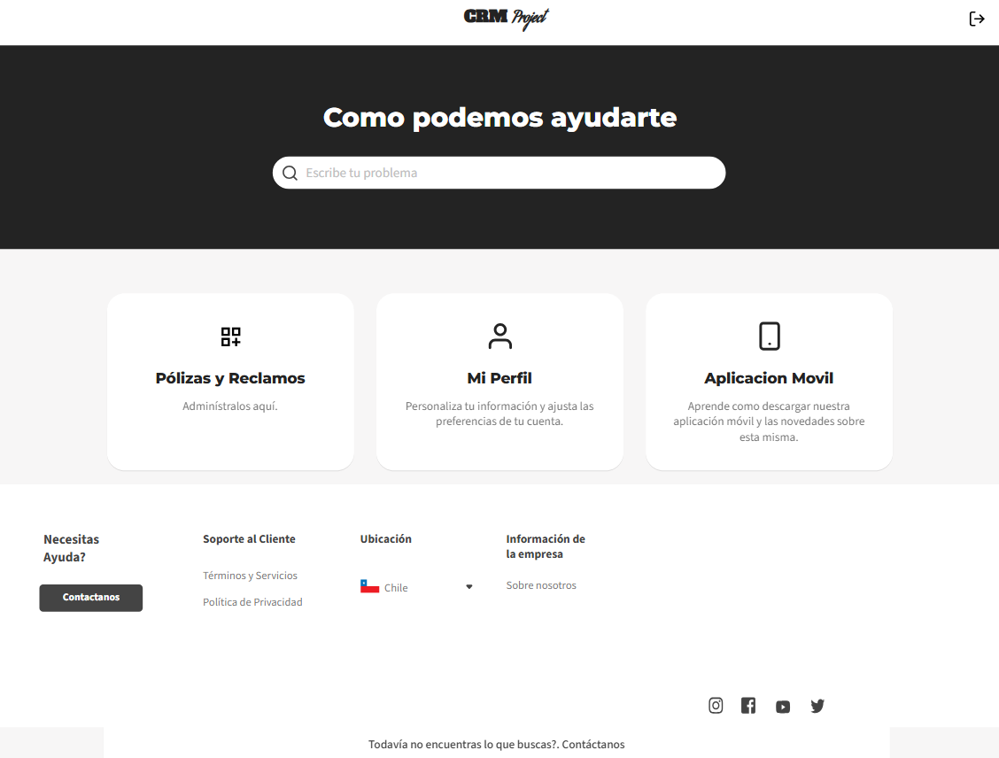 CRM Project
Como podemos ayudarte
Escribe tu problema
Pólizas y Reclamos
Adminístralos aquí.
Mi Perfil
Personaliza tu información y ajusta las
preferencias de tu cuenta.
Aplicacion Movil
Aprende como descargar nuestra
aplicación móvil y las novedades sobre
esta misma.
Necesitas
Ayuda?
Contactanos
Soporte al Cliente
Términos y Servicios
Política de Privacidad
Ubicación
Chile
Información de
la empresa
Sobre nosotros
Todavía no encuentras lo que buscas?. Contáctanos